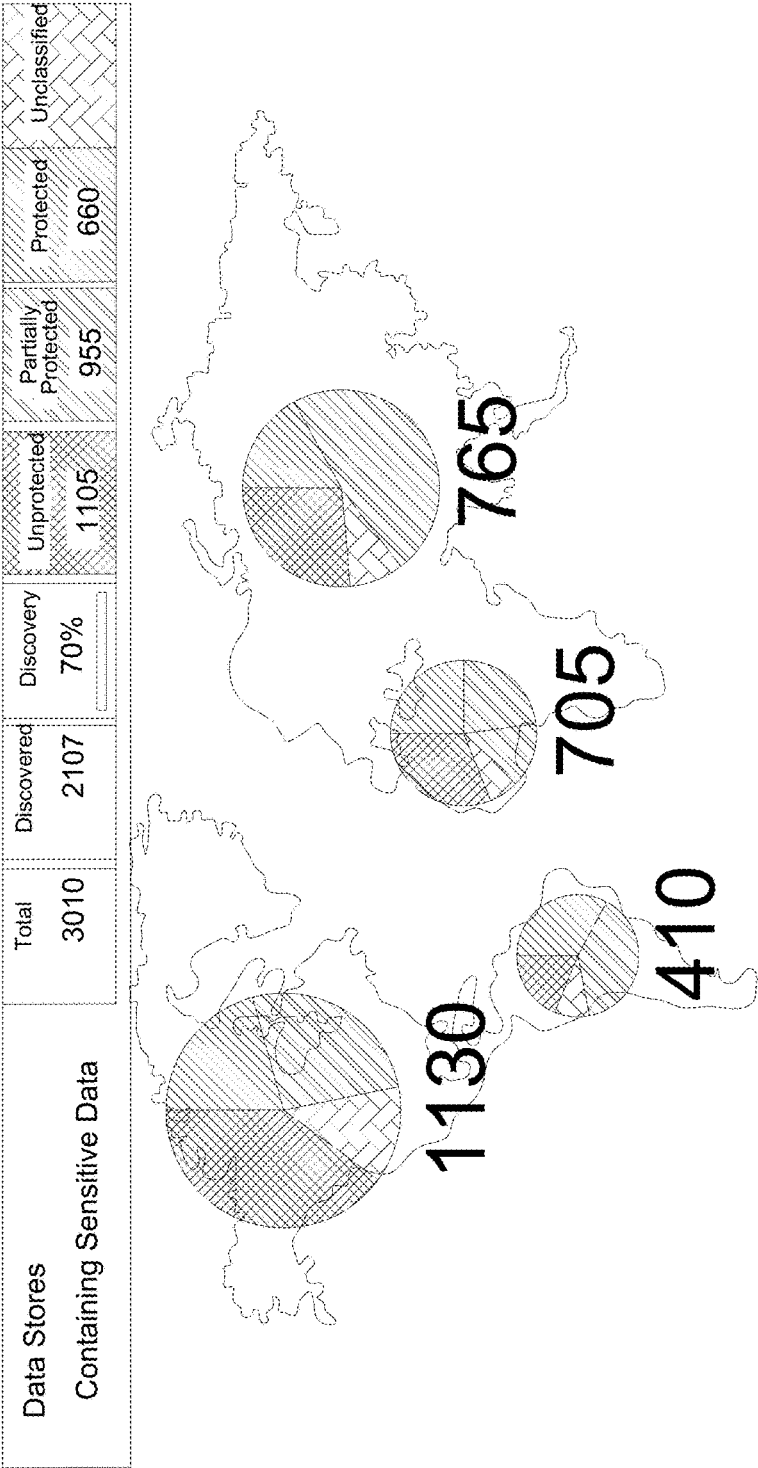 Data Stores
Containing Sensitive Data
Total
3010
Discovered
2107
Discovery
70%
Unprotected
1105
Partially
Protected
955
Protected
660
Unclassified
1130
410
705
765